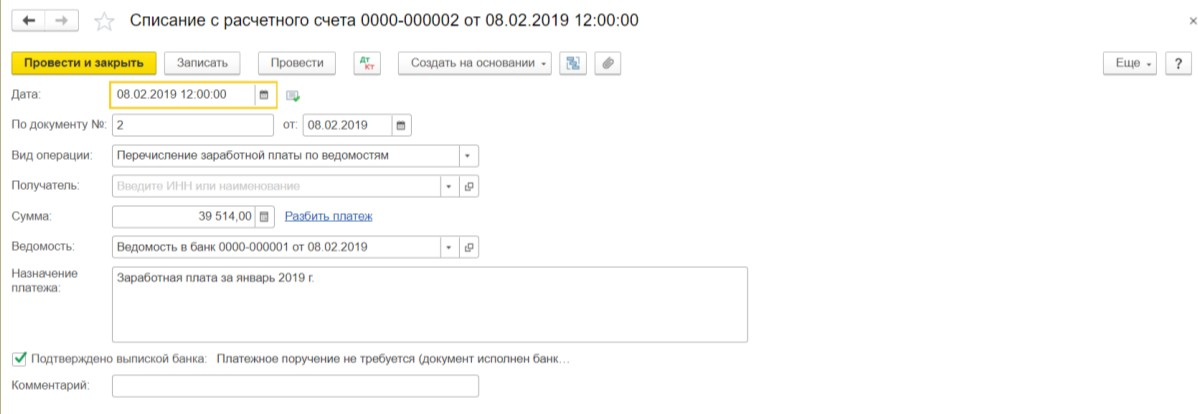 Списание с расчетного счета 0000-000002 от 08.02.2019 12:00:00
Провести и закрыть Записать Провести Дт Кт Создать на основании Еще ?
Дата: 08.02.2019 12:00:00
По документу №: 2 от: 08.02.2019
Вид операции: Перечисление заработной платы по ведомостям
Получатель: Введите ИНН или наименование
Сумма: 39 514,00 Разбить платеж
Ведомость: Ведомость в банк 0000-000001 от 08.02.2019
Назначение платежа: Заработная плата за январь 2019 г.
Подтверждено выпиской банка: Платежное поручение не требуется (документ исполнен банк...
Комментарий: